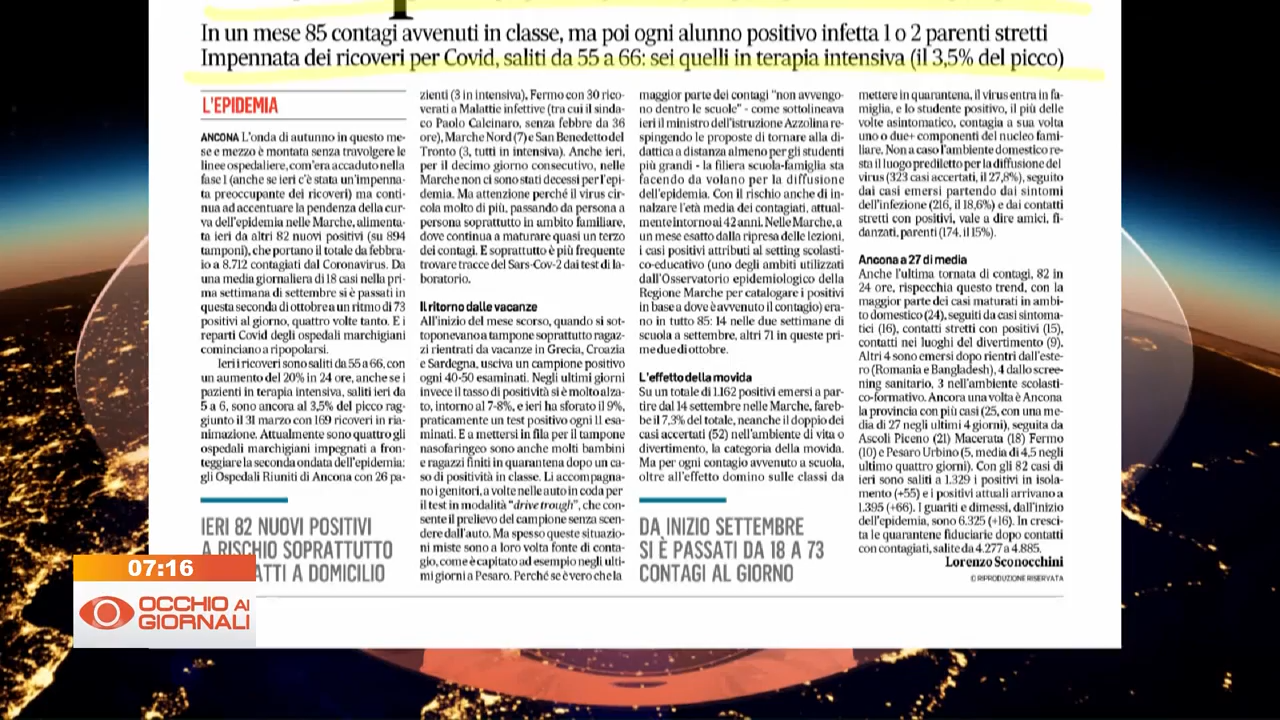 In un mese 85 contagi avvenuti in classe, ma poi ogni alunno positivo infetta 1 o 2 parenti stretti
Impennata dei ricoveri per Covid, saliti da 55 a 66: sei quelli in terapia intensiva (il 3,5% del picco)
L'EPIDEMIA
ANCONA L'onda di autunno in questo me-
se e mezzo è montata senza travolgere le
linee ospedaliere, com'era accaduto nella
fase 1 (anche se ieri c'è stata un'impenna-
ta preoccupante dei ricoveri) ma conti-
nua ad accentuare la pendenza della cur-
va dell'epidemia nelle Marche, alimenta-
ta ieri da altri 82 nuovi positivi (su 894
tamponi), che portano il totale da febbra-
io a 8.712 contagiati dal Coronavirus. Da
una media giornaliera di 18 casi nella pri-
ma settimana di settembre si è passati in
questa seconda di ottobre a un ritmo di 73
positivi al giorno, quattro volte tanto. E i
reparti Covid degli ospedali marchigiani
cominciano a ripopolarsi.
Ieri i ricoveri sono saliti da 55 a 66, con
un aumento del 20% in 24 ore, anche se i
pazienti in terapia intensiva, saliti ieri da
5 a 6, sono ancora al 3,5% del picco rag-
giunto il 31 marzo con 169 ricoveri in ria-
nimazione. Attualmente sono quattro gli
ospedali marchigiani impegnati a fron-
teggiare la seconda ondata dell'epidemia:
gli Ospedali Riuniti di Ancona con 26 pa-
IERI 82 NUOVI POSITIVI
A RISCHIO SOPRATTUTTO
ATTI A DOMICILIO
zienti (3 in intensiva), Fermo con 30 rico-
verati a Malattie infettive (tra cui il sinda-
co Paolo Calcinaro, senza febbre da 36
ore), Marche Nord (7) e San Benedetto del
Tronto (3, tutti in intensiva). Anche ieri,
per il decimo giorno consecutivo, nelle
Marche non ci sono stati decessi per l'epi-
demia. Ma attenzione perché il virus cir-
cola molto di più, passando da persona a
persona soprattutto in ambito familiare,
dove continua a maturare quasi un terzo
dei contagi. E soprattutto è più frequente
trovare tracce del Sars-Cov-2 dai test di la-
boratorio.
Il ritorno dalle vacanze
All'inizio del mese scorso, quando si sot-
toponevano a tampone soprattutto ragaz-
zi rientrati da vacanze in Grecia, Croazia
e Sardegna, usciva un campione positivo
ogni 40-50 esaminati. Negli ultimi giorni
invece il tasso di positività si è molto alza-
to, intorno al 7-8%, e ieri ha sforato il 9%,
praticamente un test positivo ogni 11 esa-
minati. E a mettersi in fila per il tampone
nasofaringeo sono anche molti bambini
e ragazzi finiti in quarantena dopo un ca-
so di positività in classe. Li accompagna-
no i genitori, a volte nelle auto in coda per
il test in modalità "drive trough", che con-
sente il prelievo del campione senza scen-
dere dall'auto. Ma spesso queste situazio-
ni miste sono a loro volta fonte di conta-
gio, come è capitato ad esempio negli ulti-
mi giorni a Pesaro. Perché se è vero che la
maggior parte dei contagi "non avvengo-
no dentro le scuole" - come sottolineava
ieri il ministro dell'istruzione Azzolina re-
spingendo le proposte di tornare alla di-
dattica a distanza almeno per gli studenti
più grandi - la filiera scuola-famiglia sta
facendo da volano per la diffusione
dell'epidemia. Con il rischio anche di in-
nalzare l'età media dei contagiati, attual-
mente intorno ai 42 anni. Nelle Marche, a
un mese esatto dalla ripresa delle lezioni,
i casi positivi attribuiti al setting scolasti-
co-educativo (uno degli ambiti utilizzati
dall'Osservatorio epidemiologico della
Regione Marche per catalogare i positivi
in base a dove è avvenuto il contagio) era-
no in tutto 85: 14 nelle due settimane di
scuola a settembre, altri 71 in queste pri-
me due di ottobre.
L'effetto della movida
Su un totale di 1.162 positivi emersi a par-
tire dal 14 settembre nelle Marche, fareb-
be il 7,3% del totale, neanche il doppio dei
casi accertati (52) nell'ambiente di vita o
divertimento, la categoria della movida.
Ma per ogni contagio avvenuto a scuola,
oltre all'effetto domino sulle classi da
DA INIZIO SETTEMBRE
SI È PASSATI DA 18 A 73
CONTAGI AL GIORNO
mettere in quarantena, il virus entra in fa-
miglia, e lo studente positivo, il più delle
volte asintomatico, contagia a sua volta
uno o due+ componenti del nucleo fami-
liare. Non a caso l'ambiente domestico re-
sta il luogo prediletto per la diffusione del
virus (323 casi accertati, il 27,8%), seguito
dai casi emersi partendo dai sintomi
dell'infezione (216, il 18,6%) e dai contatti
stretti con positivi, vale a dire amici, fi-
danzati, parenti (174, il 15%).
Ancona a 27 di media
Anche l'ultima tornata di contagi, 82 in
24 ore, rispecchia questo trend, con la
maggior parte dei casi maturati in ambi-
to domestico (24), seguiti da casi sintoma-
tici (16), contatti stretti con positivi (15),
contatti nei luoghi del divertimento (9).
Altri 4 sono emersi dopo rientri dall'este-
ro (Romania e Bangladesh), 4 dallo scree-
ning sanitario, 3 nell'ambiente scolasti-
co-formativo. Ancora una volta è Ancona
la provincia con più casi (25, con una me-
dia di 27 negli ultimi 4 giorni), seguita da
Ascoli Piceno (21) Macerata (18) Fermo
(10) e Pesaro Urbino (5, media di 4,5 negli
ultimo quattro giorni). Con gli 82 casi di
ieri sono saliti a 1.329 i positivi in isola-
mento (+55) e i positivi attuali arrivano a
1.395 (+66). I guariti e dimessi, dall'inizio
dell'epidemia, sono 6.325 (+16). In cresci-
ta le quarantene fiduciarie dopo contatti
con contagiati, salite da 4.277 a 4.885.
Lorenzo Sconocchini
© RIPRODUZIONE RISERVATA
07:16
OCCHIO AI
GIORNALI